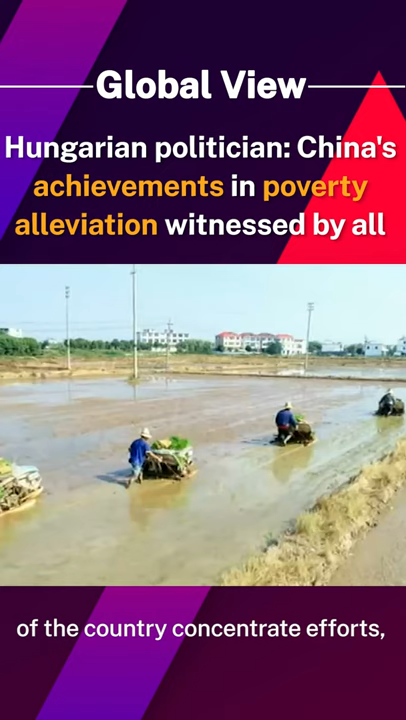 Global View
Hungarian politician: China's
achievements in poverty
alleviation witnessed by all
of the country concentrate efforts,